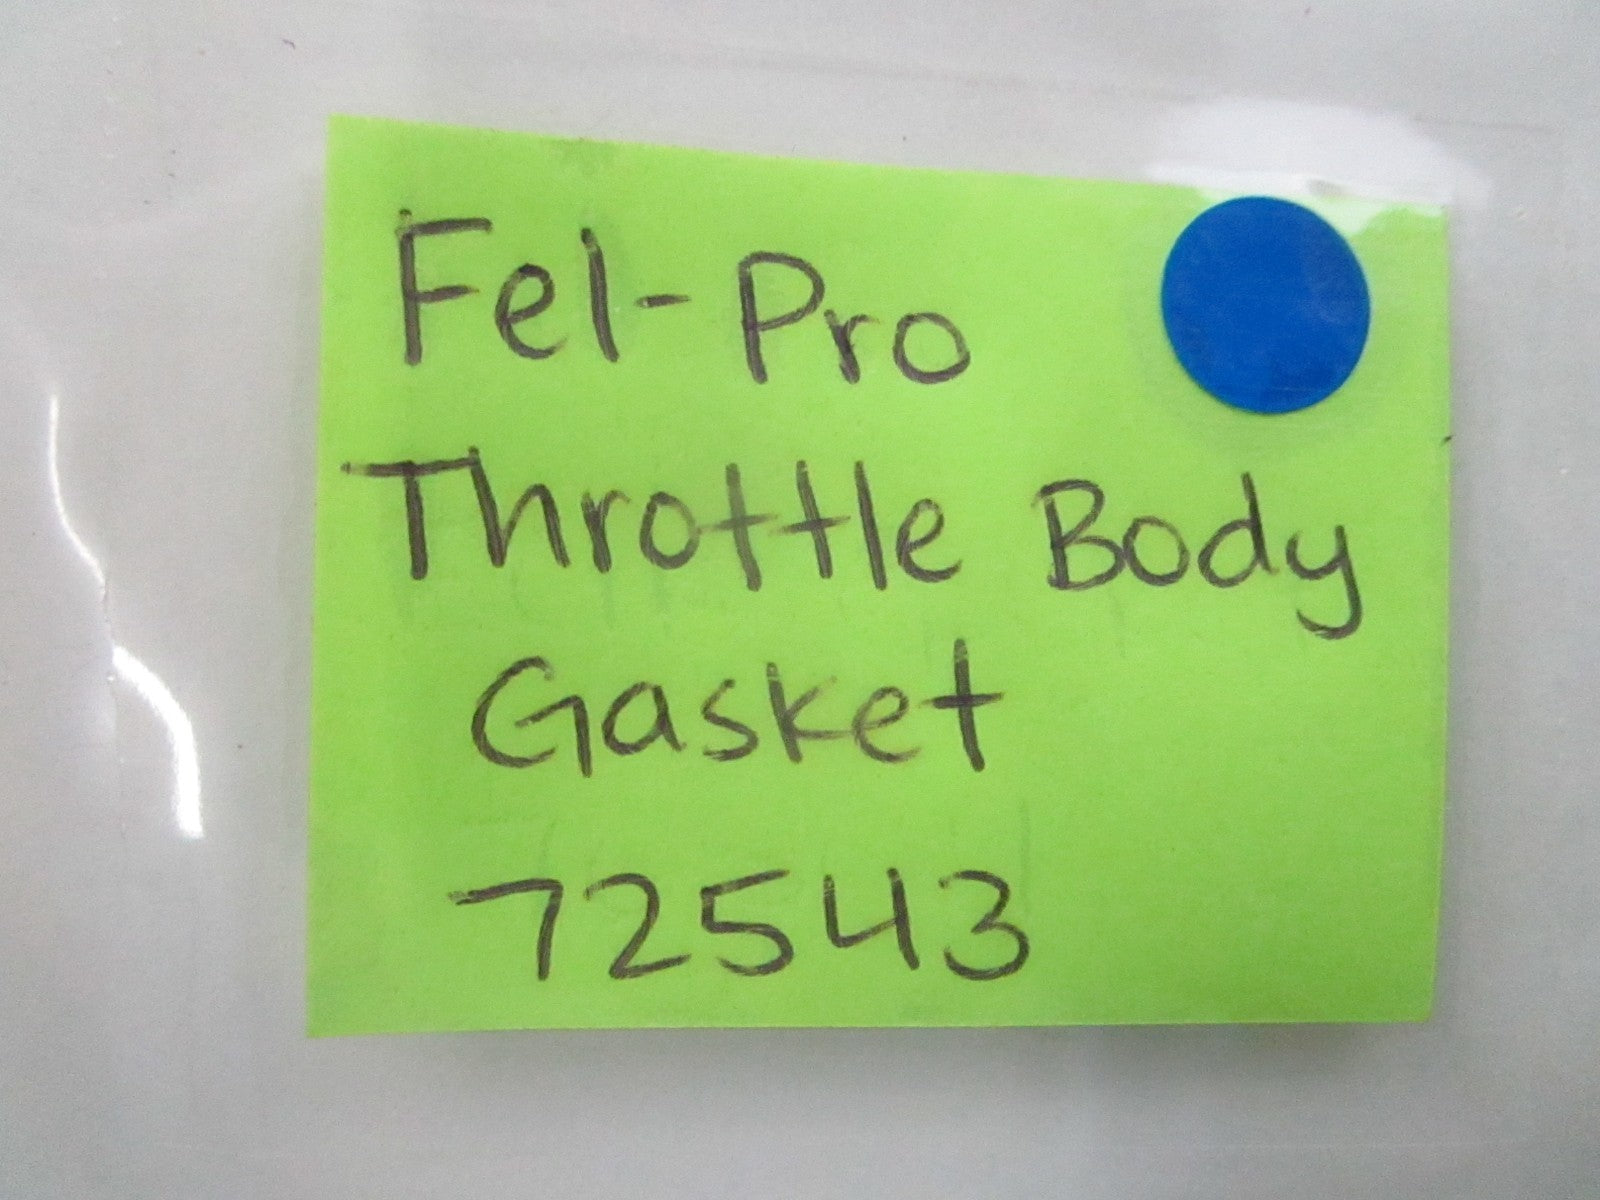 Fel-Pro
Throttle Body
Gasket
72543